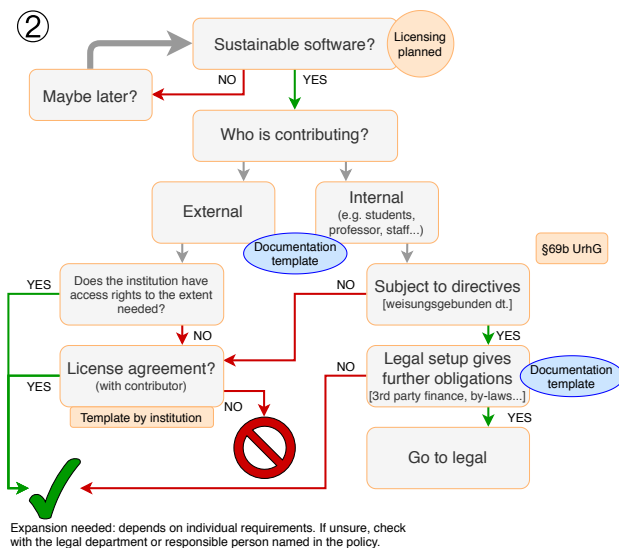 ②
Sustainable software?
Licensing
planned
NO
YES
Maybe later?
Who is contributing?
External
Internal
(e.g. students,
professor, staff...)
Documentation
template
§69b UrhG
YES
Does the institution have
access rights to the extent
needed?
NO
Subject to directives
[weisungsgebunden dt.]
NO
YES
YES
License agreement?
(with contributor)
NO
Template by institution
NO
Legal setup gives
further obligations
[3rd party finance, by-laws...]
Documentation
template
YES
Go to legal
Expansion needed: depends on individual requirements. If unsure, check
with the legal department or responsible person named in the policy.